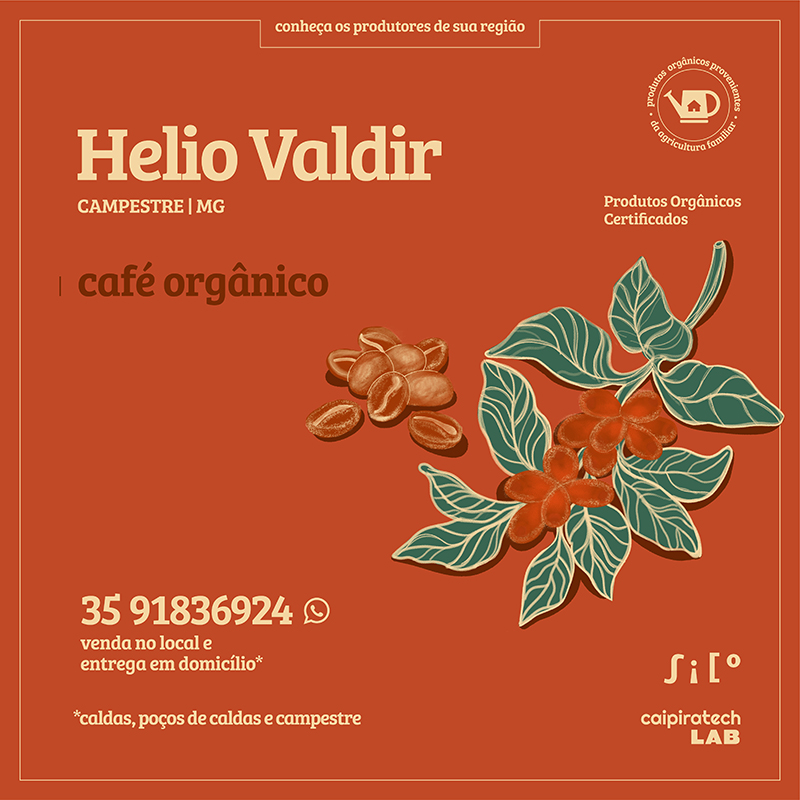 conheça os produtores de sua região
produtos orgânicos provenientes
da agricultura familiar
Helio Valdir
CAMPESTRE | MG
Produtos Orgânicos
Certificados
café orgânico
35 91836924
venda no local e
entrega em domicílio*
*caldas, poços de caldas e campestre
caipiratech
LAB